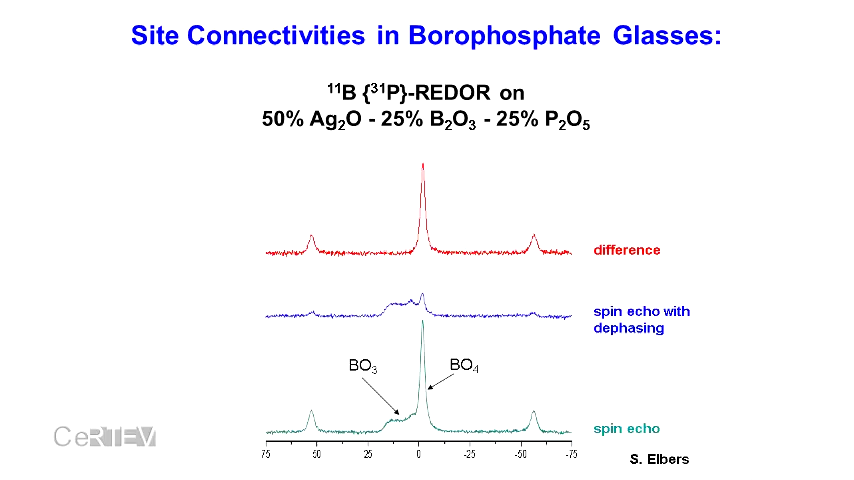 Site Connectivities in Borophosphate Glasses:
¹¹B {³¹P}-REDOR on
50% Ag₂O - 25% B₂O₃ - 25% P₂O₅
difference
spin echo with
dephasing
BO₃
BO₄
spin echo
CeRTEV
75 50 25 0 -25 -50 -75
S. Elbers